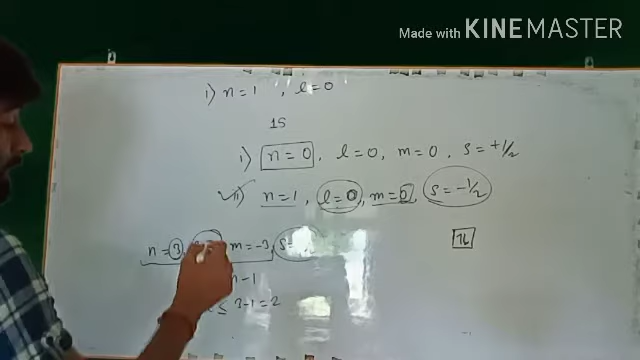 Made with KINEMASTER
i) n=1 , l=0
1S
i) n=0, l=0, m=0, s=+1/2
ii) n=1, l=0, m=0, s=-1/2
n=3 m=-3, s=
n-1
≤ 3-1=2